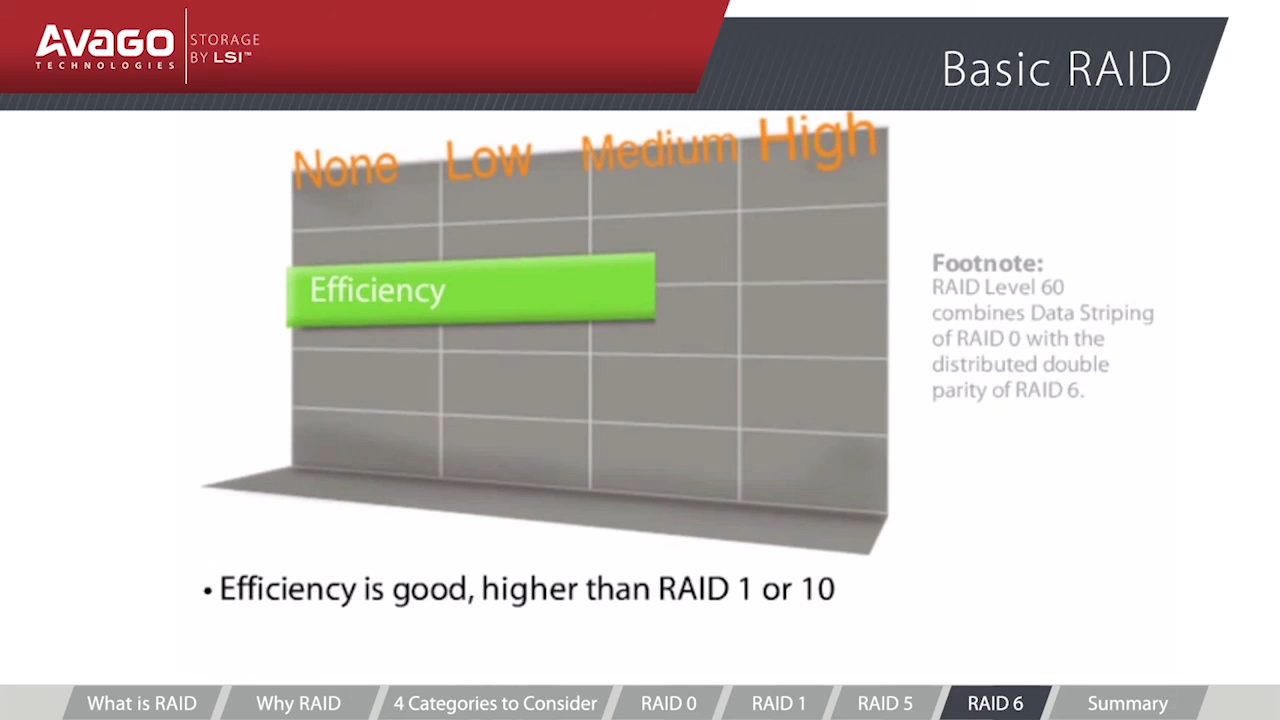 AVAGO
TECHNOLOGIES
STORAGE
BY LSI™
Basic RAID
None Low Medium High
Efficiency
Footnote:
RAID Level 60
combines Data Striping
of RAID 0 with the
distributed double
parity of RAID 6.
• Efficiency is good, higher than RAID 1 or 10
What is RAID Why RAID 4 Categories to Consider RAID 0 RAID 1 RAID 5 RAID 6 Summary